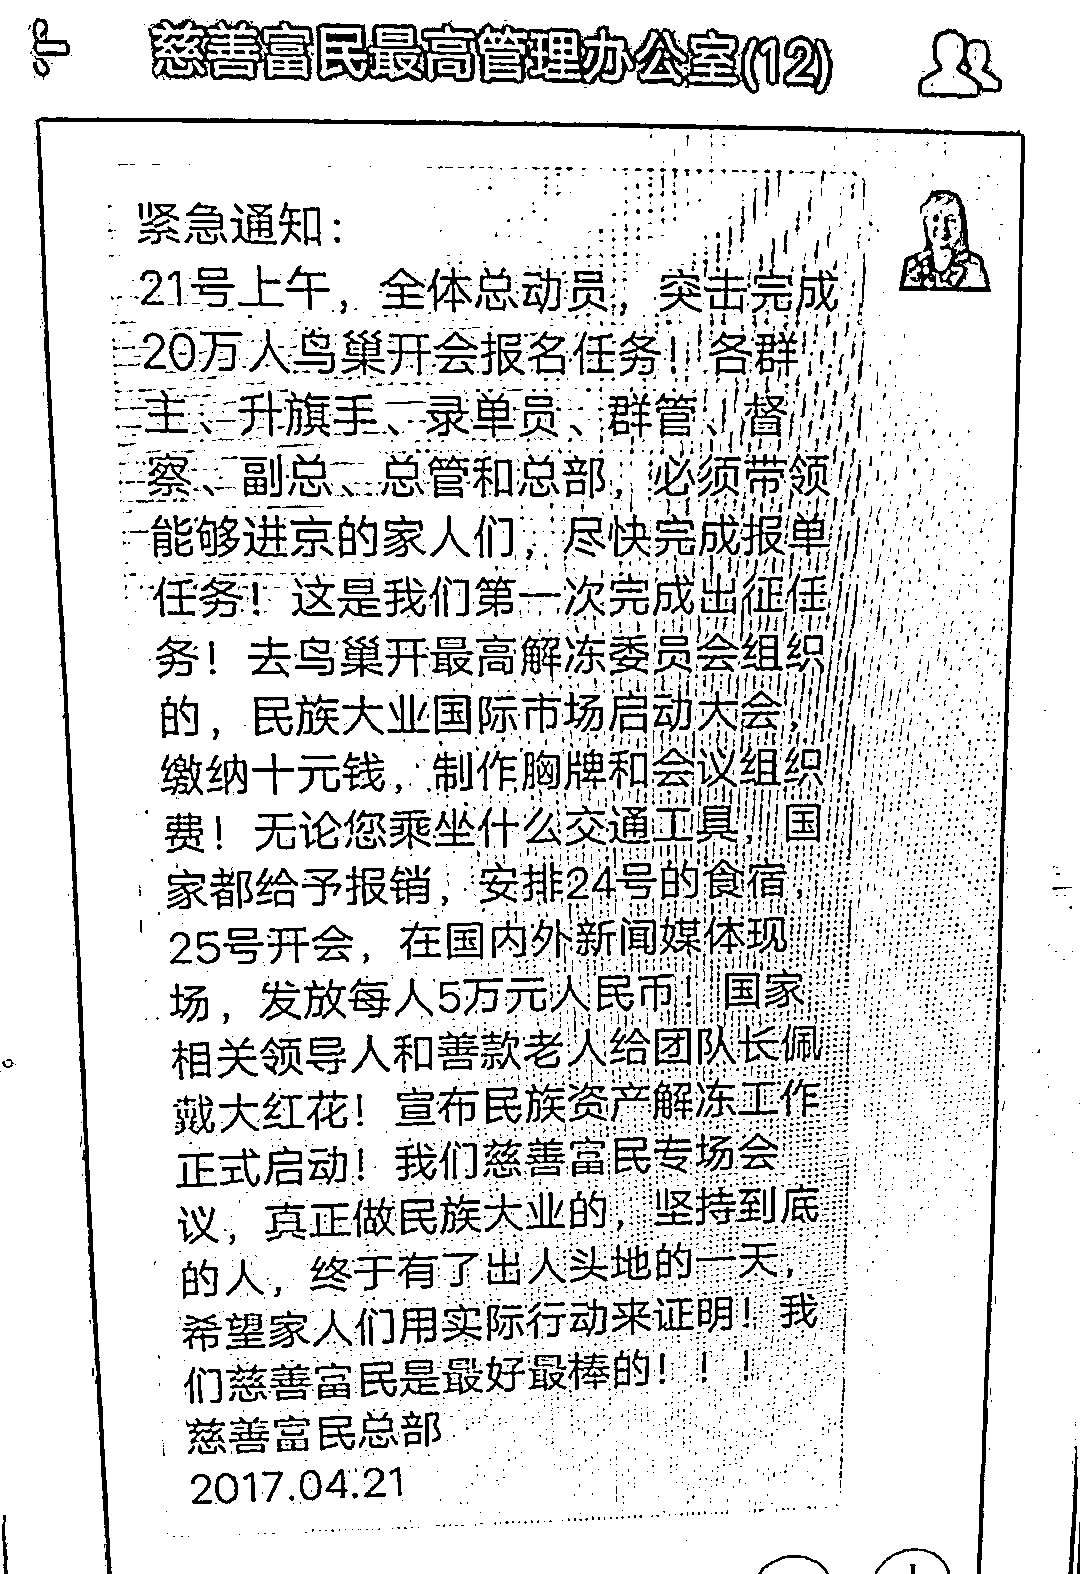 慈善富民最高管理办公室(12)
紧急通知：
21号上午，全体总动员，突击完成
20万人鸟巢开会报名任务！各群
主、升旗手、录单员、群管、督
察、副总、总管和总部，必须带领
能够进京的家人们，尽快完成报单
任务！这是我们第一次完成出征任
务！去鸟巢开最高解冻委员会组织
的，民族大业国际市场启动大会，
缴纳十元钱，制作胸牌和会议组织
费！无论您乘坐什么交通工具，国
家都给予报销，安排24号的食宿，
25号开会，在国内外新闻媒体现
场，发放每人5万元人民币！国家
相关领导人和善款老人给团队长佩
戴大红花！宣布民族资产解冻工作
正式启动！我们慈善富民专场会
议，真正做民族大业的，坚持到底
的人，终于有了出人头地的一天，
希望家人们用实际行动来证明！我
们慈善富民是最好最棒的！！！
慈善富民总部
2017.04.21